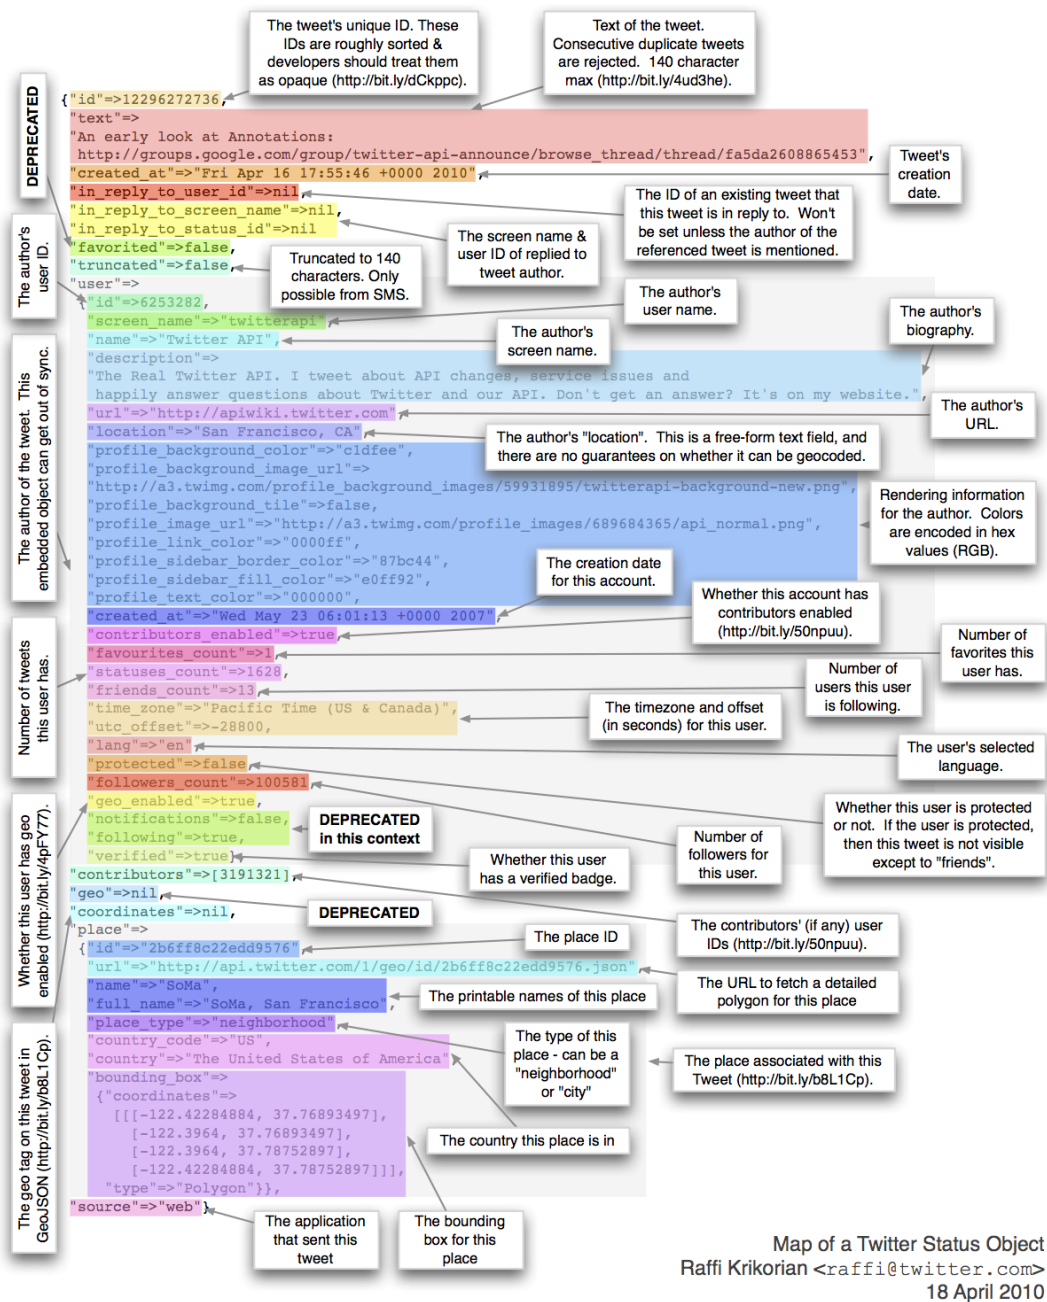 The tweet's unique ID. These
IDs are roughly sorted &
developers should treat them
as opaque (http://bit.ly/dCkppc).
Text of the tweet.
Consecutive duplicate tweets
are rejected. 140 character
max (http://bit.ly/4ud3he).
DEPRECATED
{"id"=>12296272736,
"text"=>
"An early look at Annotations:
http://groups.google.com/group/twitter-api-announce/browse_thread/thread/fa5da2608865453",
"created_at"=>"Fri Apr 16 17:55:46 +0000 2010",
Tweet's
creation
date.
"in_reply_to_user_id"=>nil,
"in_reply_to_screen_name"=>nil,
"in_reply_to_status_id"=>nil
The ID of an existing tweet that
this tweet is in reply to. Won't
be set unless the author of the
referenced tweet is mentioned.
The screen name &
user ID of replied to
tweet author.
"favorited"=>false,
"truncated"=>false,
Truncated to 140
characters. Only
possible from SMS.
The author's
user ID.
"user"=>
{"id"=>6253282,
"screen_name"=>"twitterapi",
The author's
user name.
"name"=>"Twitter API",
The author's
screen name.
The author's
biography.
"description"=>
"The Real Twitter API. I tweet about API changes, service issues and
happily answer questions about Twitter and our API. Don't get an answer? It's on my website.",
"url"=>"http://apiwiki.twitter.com"
The author's
URL.
"location"=>"San Francisco, CA"
The author's "location". This is a free-form text field, and
there are no guarantees on whether it can be geocoded.
The author of the tweet. This
embedded object can get out of sync.
"profile_background_color"=>"c1dfee",
"profile_background_image_url"=>
"http://a3.twimg.com/profile_background_images/59931895/twitterapi-background-new.png",
"profile_background_tile"=>false,
"profile_image_url"=>"http://a3.twimg.com/profile_images/689684365/api_normal.png",
"profile_link_color"=>"0000ff",
"profile_sidebar_border_color"=>"87bc44",
"profile_sidebar_fill_color"=>"e0ff92",
"profile_text_color"=>"000000",
Rendering information
for the author. Colors
are encoded in hex
values (RGB).
"created_at"=>"Wed May 23 06:01:13 +0000 2007",
The creation date
for this account.
"contributors_enabled"=>true,
Whether this account has
contributors enabled
(http://bit.ly/50npuu).
"favourites_count"=>1,
Number of
favorites this
user has.
"statuses_count"=>1628,
Number of tweets
this user has.
"friends_count"=>13,
Number of
users this user
is following.
"time_zone"=>"Pacific Time (US & Canada)",
"utc_offset"=>-28800,
The timezone and offset
(in seconds) for this user.
"lang"=>"en",
The user's selected
language.
"protected"=>false,
Whether this user is protected
or not. If the user is protected,
then this tweet is not visible
except to "friends".
"followers_count"=>100581,
Number of
followers for
this user.
"geo_enabled"=>true,
Whether this user has geo
enabled (http://bit.ly/4pFY77).
"notifications"=>false,
"following"=>true,
DEPRECATED
in this context
"verified"=>true},
Whether this user
has a verified badge.
"contributors"=>[3191321],
The contributors' (if any) user
IDs (http://bit.ly/50npuu).
"geo"=>nil,
DEPRECATED
"coordinates"=>nil,
The geo tag on this tweet in
GeoJSON (http://bit.ly/b8L1Cp).
"place"=>
{"id"=>"2b6ff8c22edd9576",
The place ID
"url"=>"http://api.twitter.com/1/geo/id/2b6ff8c22edd9576.json",
The URL to fetch a detailed
polygon for this place
"name"=>"SoMa",
"full_name"=>"SoMa, San Francisco",
The printable names of this place
"place_type"=>"neighborhood",
The type of this
place - can be a
"neighborhood"
or "city"
"country_code"=>"US",
"country"=>"The United States of America",
The country this place is in
The place associated with this
Tweet (http://bit.ly/b8L1Cp).
"bounding_box"=>
{"coordinates"=>
[[[-122.42284884, 37.76893497],
[-122.3964, 37.76893497],
[-122.3964, 37.78752897],
[-122.42284884, 37.78752897]]],
"type"=>"Polygon"}},
The bounding
box for this
place
"source"=>"web"}
The application
that sent this
tweet
Map of a Twitter Status Object
Raffi Krikorian <raffi@twitter.com>
18 April 2010